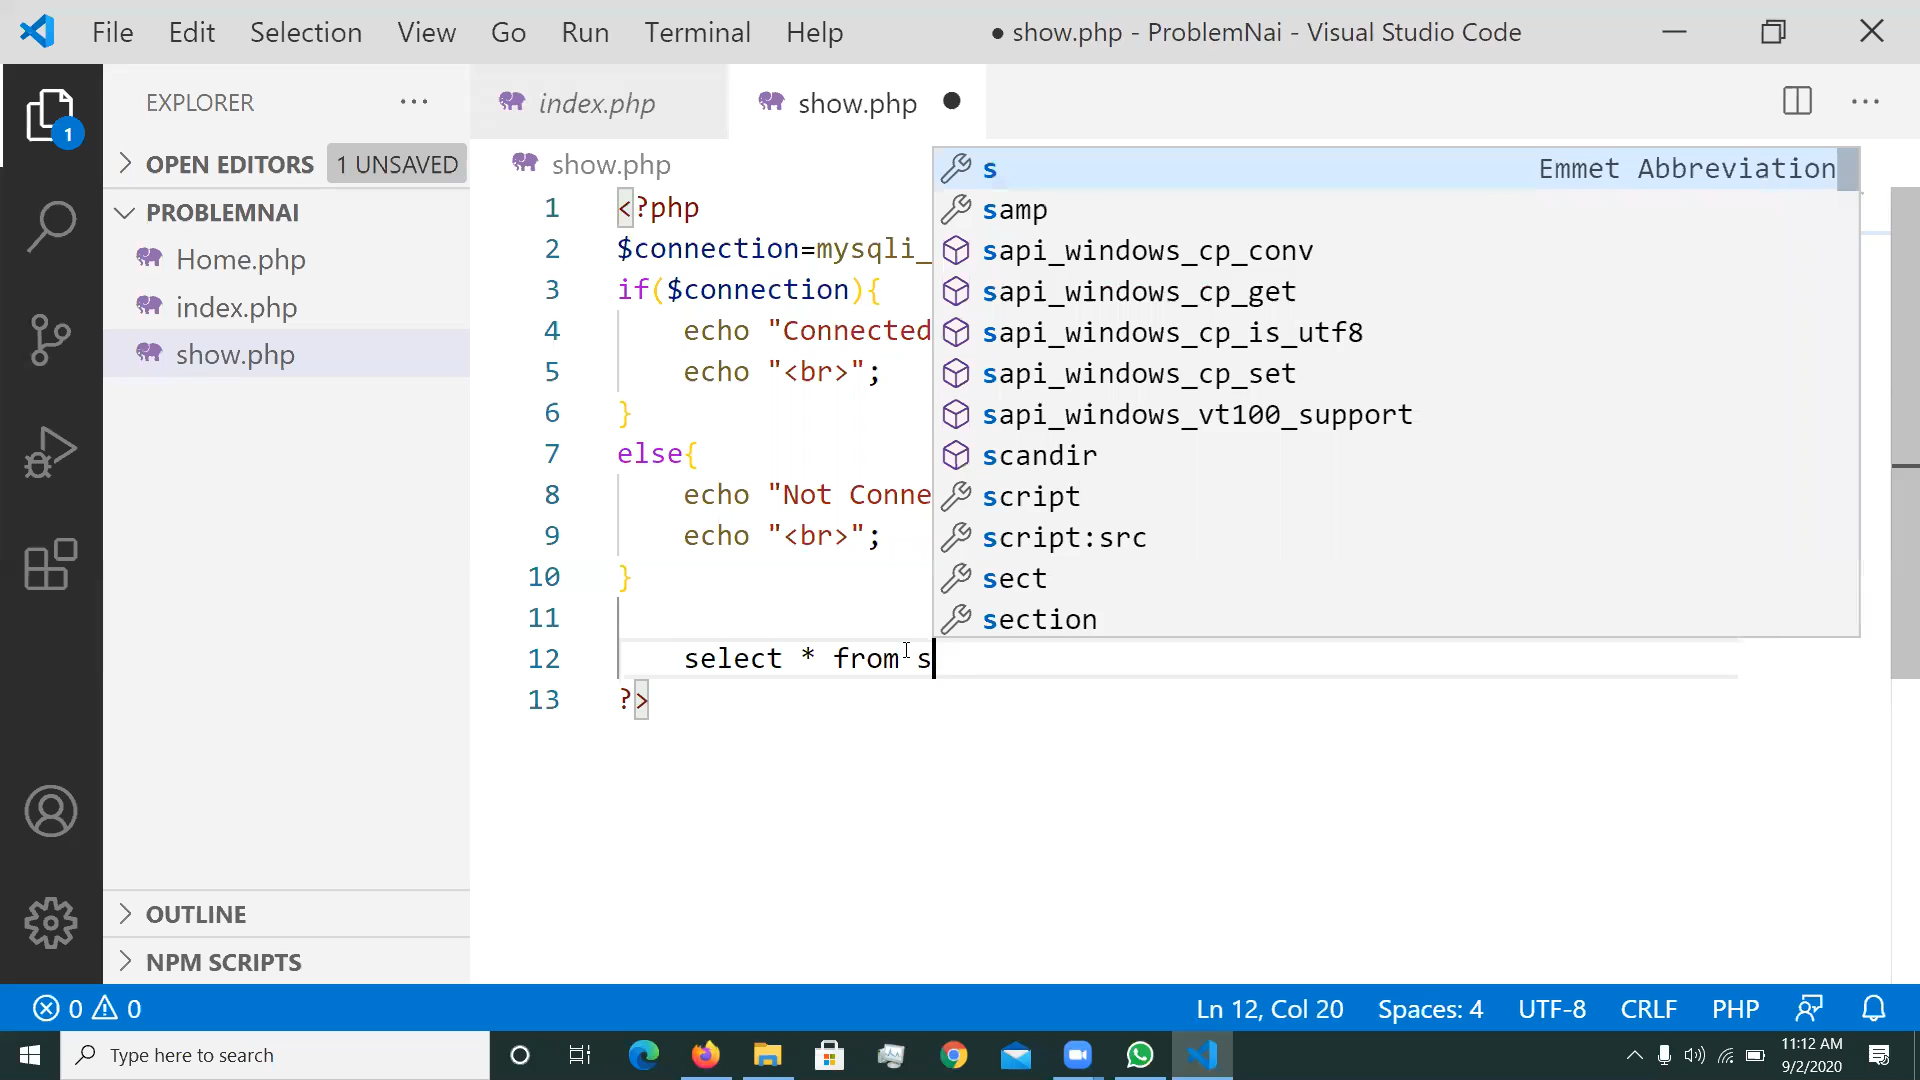 File Edit Selection View Go Run Terminal Help ● show.php - ProblemNai - Visual Studio Code
EXPLORER ···
index.php
show.php ●
OPEN EDITORS 1 UNSAVED
PROBLEMNAI
Home.php
index.php
show.php
OUTLINE
NPM SCRIPTS
1
show.php
1 <?php
2 $connection=mysqli_
3 if($connection){
4 echo "Connected
5 echo "<br>";
6 }
7 else{
8 echo "Not Conne
9 echo "<br>";
10 }
11
12 select * from s
13 ?>
s Emmet Abbreviation
samp
sapi_windows_cp_conv
sapi_windows_cp_get
sapi_windows_cp_is_utf8
sapi_windows_cp_set
sapi_windows_vt100_support
scandir
script
script:src
sect
section
0 0 Ln 12, Col 20 Spaces: 4 UTF-8 CRLF PHP
Type here to search
11:12 AM
9/2/2020